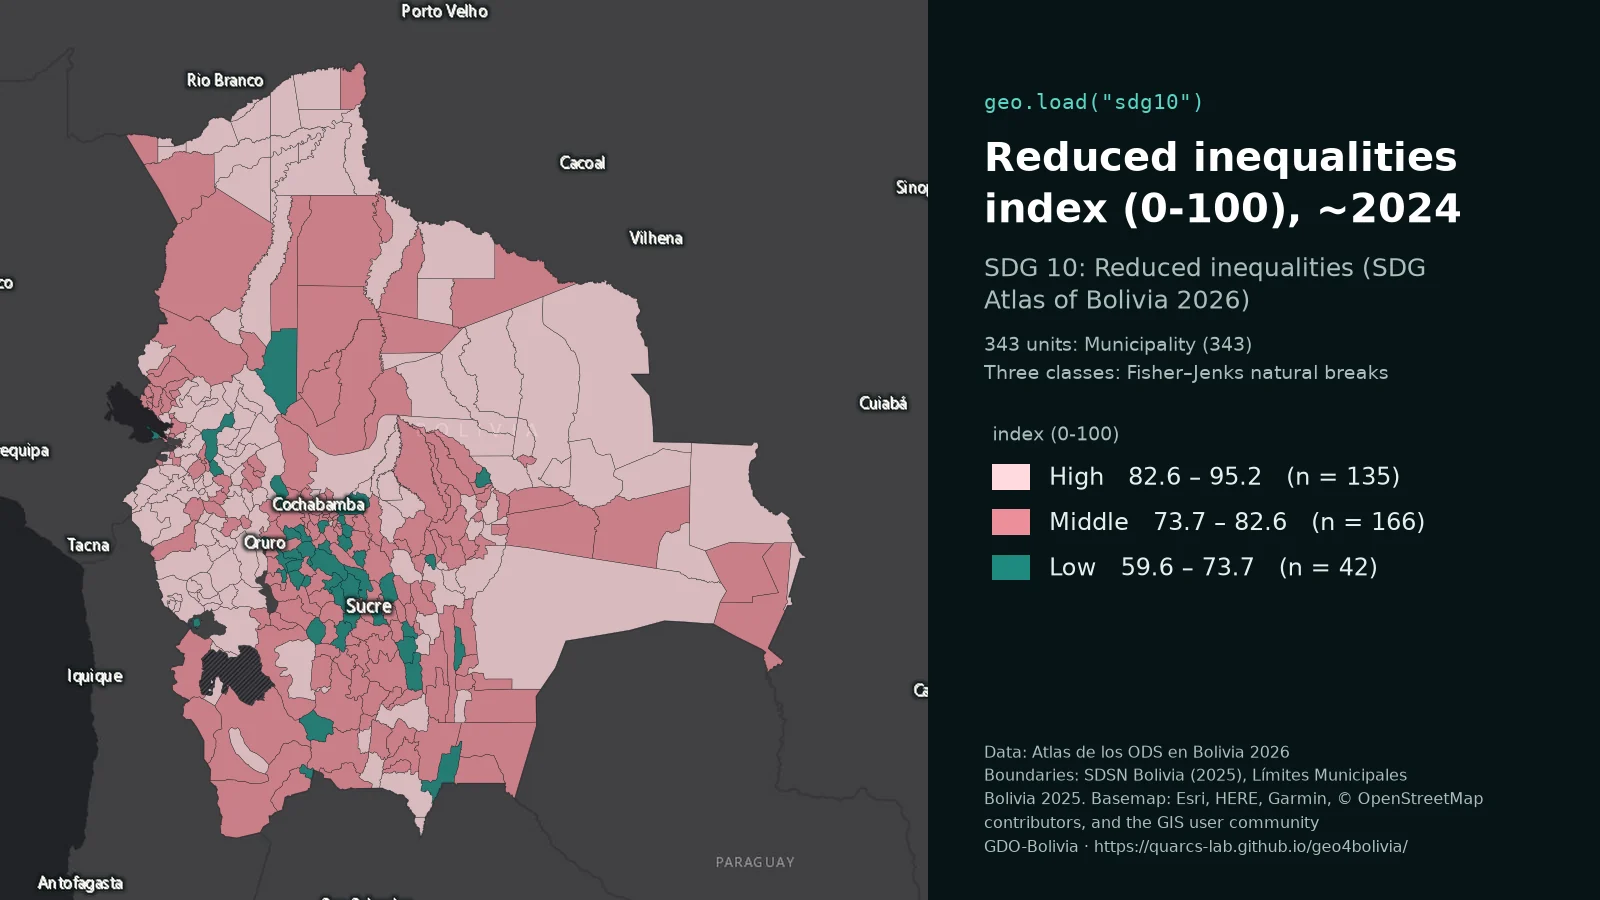 Porto Velho
Rio Branco
Cacoal
Vilhena
Cuiabá
BOLIVIA
Cochabamba
Oruro
Tacna
Sucre
Iquique
PARAGUAY
Antofagasta
geo.load("sdg10")
Reduced inequalities
index (0-100), ~2024
SDG 10: Reduced inequalities (SDG
Atlas of Bolivia 2026)
343 units: Municipality (343)
Three classes: Fisher–Jenks natural breaks
index (0-100)
High 82.6 – 95.2 (n = 135)
Middle 73.7 – 82.6 (n = 166)
Low 59.6 – 73.7 (n = 42)
Data: Atlas de los ODS en Bolivia 2026
Boundaries: SDSN Bolivia (2025), Límites Municipales
Bolivia 2025. Basemap: Esri, HERE, Garmin, © OpenStreetMap
contributors, and the GIS user community
GDO-Bolivia · https://quarcs-lab.github.io/geo4bolivia/